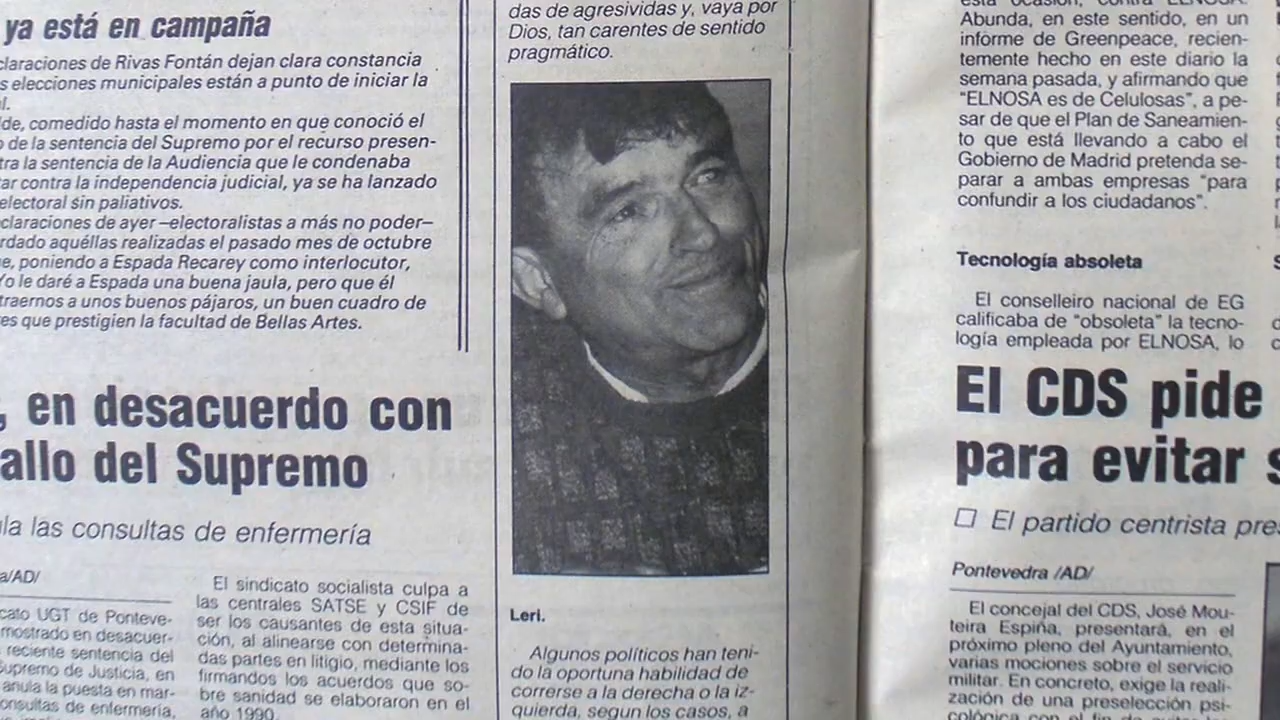 ya está en campaña
claraciones de Rivas Fontán dejan clara constancia
s elecciones municipales están a punto de iniciar la
l.
lde, comedido hasta el momento en que conoció el
o de la sentencia del Supremo por el recurso presen-
tra la sentencia de la Audiencia que le condenaba
tar contra la independencia judicial, ya se ha lanzado
electoral sin paliativos.
claraciones de ayer —electoralistas a más no poder—
rdado aquéllas realizadas el pasado mes de octubre
e, poniendo a Espada Recarey como interlocutor,
Yo le daré a Espada una buena jaula, pero que él
traernos a unos buenos pájaros, un buen cuadro de
es que prestigien la facultad de Bellas Artes.
, en desacuerdo con
allo del Supremo
la las consultas de enfermería
a/AD/
cato UGT de Ponteve-
mostrado en desacuer-
reciente sentencia del
Supremo de Justicia, en
anula la puesta en mar-
onsultas de enfermería,
El sindicato socialista culpa a
las centrales SATSE y CSIF de
ser los causantes de esta situa-
ción, al alinearse con determina-
das partes en litigio, mediante los
firmandos los acuerdos que so-
bre sanidad se elaboraron en el
año 1990.
das de agresividas y, vaya por
Dios, tan carentes de sentido
pragmático.
Leri.
Algunos políticos han teni-
do la oportuna habilidad de
correrse a la derecha o la iz-
quierda, segun los casos, a
esta ocasión, contra ELNOSA.
Abunda, en este sentido, en un
informe de Greenpeace, recien-
temente hecho en este diario la
semana pasada, y afirmando que
“ELNOSA es de Celulosas”, a pe-
sar de que el Plan de Saneamien-
to que está llevando a cabo el
Gobierno de Madrid pretenda se-
parar a ambas empresas “para
confundir a los ciudadanos”.
Tecnología absoleta
El conselleiro nacional de EG
calificaba de “obsoleta” la tecno-
logía empleada por ELNOSA, lo
El CDS pide
para evitar s
El partido centrista pres
Pontevedra /AD/
El concejal del CDS, José Mou-
teira Espiña, presentará, en el
próximo pleno del Ayuntamiento,
varias mociones sobre el servicio
militar. En concreto, exige la reali-
zación de una preselección psi-
cológica con el fin de evitar